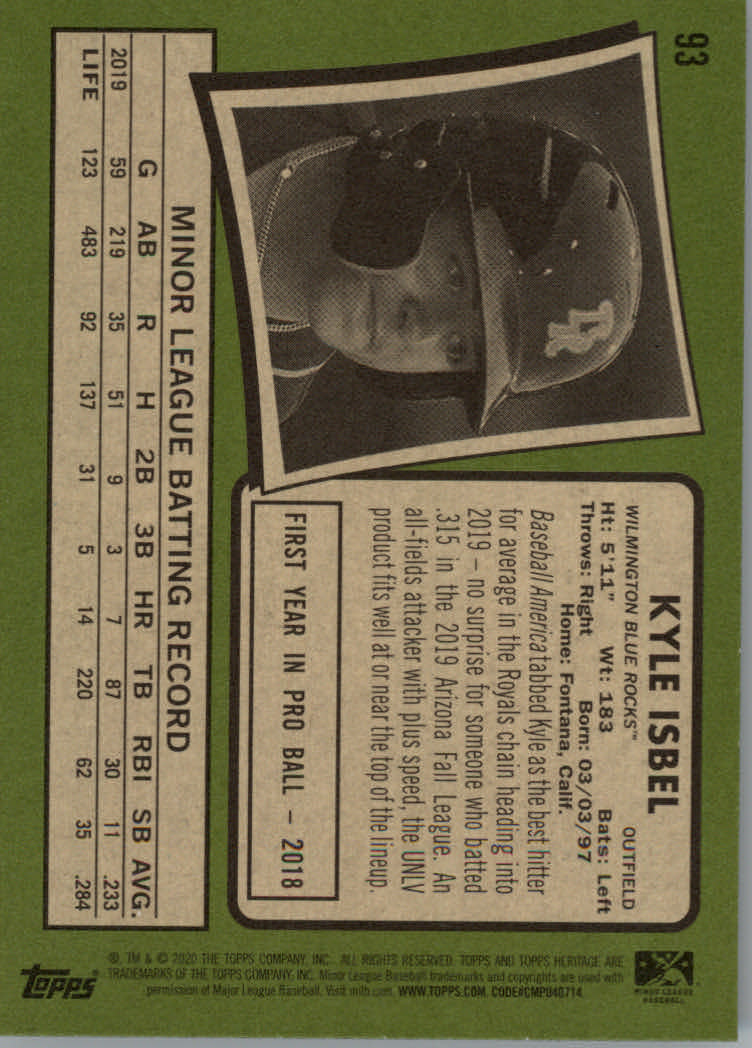 93
KYLE ISBEL
WILMINGTON BLUE ROCKS™ OUTFIELD
Ht: 5'11" Wt: 183 Bats: Left
Throws: Right Born: 03/03/97
Home: Fontana, Calif.
Baseball America tabbed Kyle as the best hitter
for average in the Royals chain heading into
2019 – no surprise for someone who batted
.315 in the 2019 Arizona Fall League. An
all-fields attacker with plus speed, the UNLV
product fits well at or near the top of the lineup.
FIRST YEAR IN PRO BALL – 2018
MINOR LEAGUE BATTING RECORD
G AB R H 2B 3B HR TB RBI SB AVG.
2019 59 219 35 51 9 3 7 87 30 11 .233
LIFE 123 483 92 137 31 5 14 220 62 35 .284
MINOR LEAGUE
BASEBALL
®, TM & © 2020 THE TOPPS COMPANY, INC. ALL RIGHTS RESERVED. TOPPS AND TOPPS HERITAGE ARE
TRADEMARKS OF THE TOPPS COMPANY, INC. Minor League Baseball trademarks and copyrights are used with
permission of Major League Baseball. Visit milb.com. WWW.TOPPS.COM CODE#CMPU40714
topps®